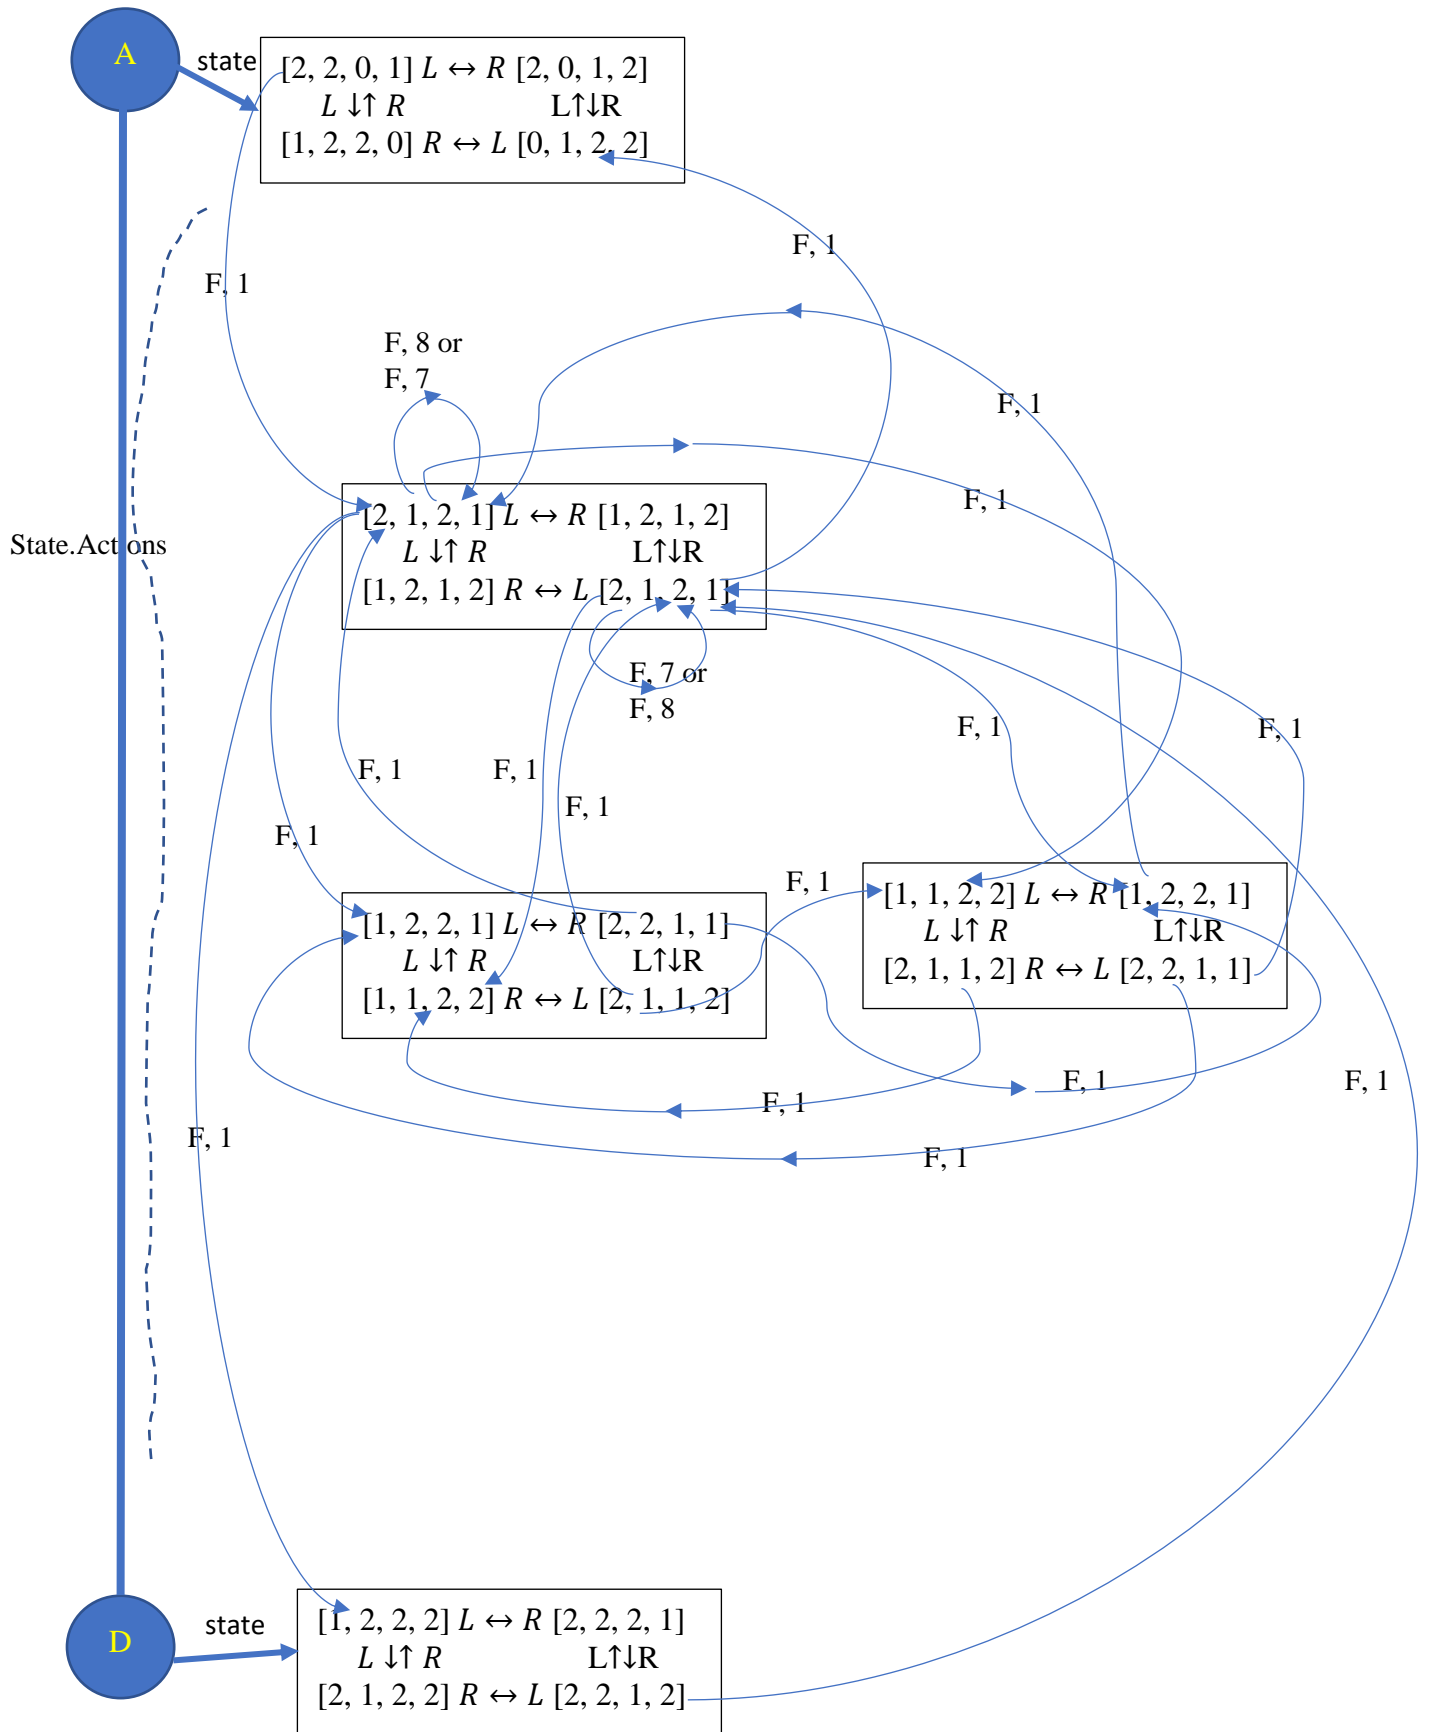 A
state
[2, 2, 0, 1] L ↔ R [2, 0, 1, 2]
L ↓↑ R L↑↓R
[1, 2, 2, 0] R ↔ L [0, 1, 2, 2]
F, 1
F, 1
F, 8 or
F, 7
F, 1
F, 1
[2, 1, 2, 1] L ↔ R [1, 2, 1, 2]
L ↓↑ R L↑↓R
[1, 2, 1, 2] R ↔ L [2, 1, 2, 1]
State.Actions
F, 7 or
F, 8
F, 1
F, 1
F, 1
F, 1
F, 1
F, 1
F, 1
[1, 2, 2, 1] L ↔ R [2, 2, 1, 1]
L ↓↑ R L↑↓R
[1, 1, 2, 2] R ↔ L [2, 1, 1, 2]
F, 1
[1, 1, 2, 2] L ↔ R [1, 2, 2, 1]
L ↓↑ R L↑↓R
[2, 1, 1, 2] R ↔ L [2, 2, 1, 1]
F, 1
F, 1
F, 1
F, 1
F, 1
D
state
[1, 2, 2, 2] L ↔ R [2, 2, 2, 1]
L ↓↑ R L↑↓R
[2, 1, 2, 2] R ↔ L [2, 2, 1, 2]